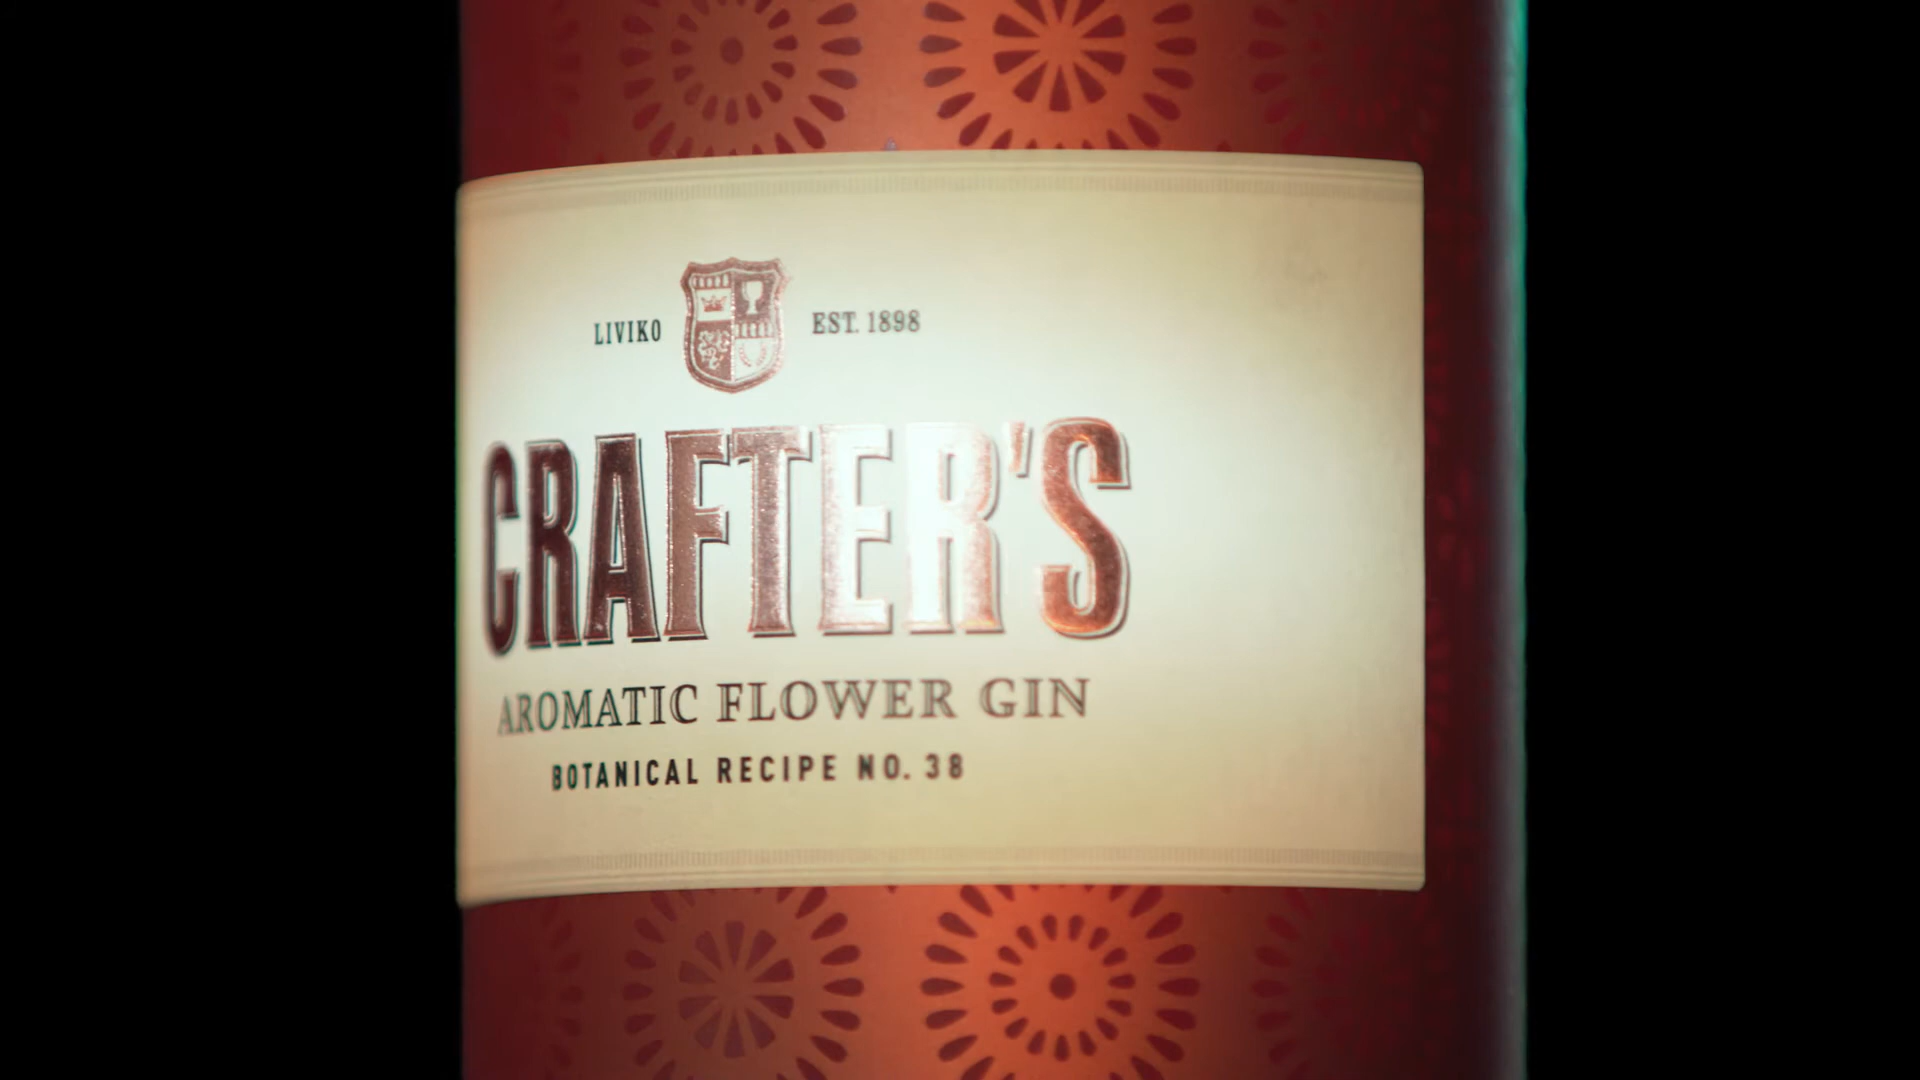 LIVIKO EST. 1898
CRAFTER'S
AROMATIC FLOWER GIN
BOTANICAL RECIPE NO. 38